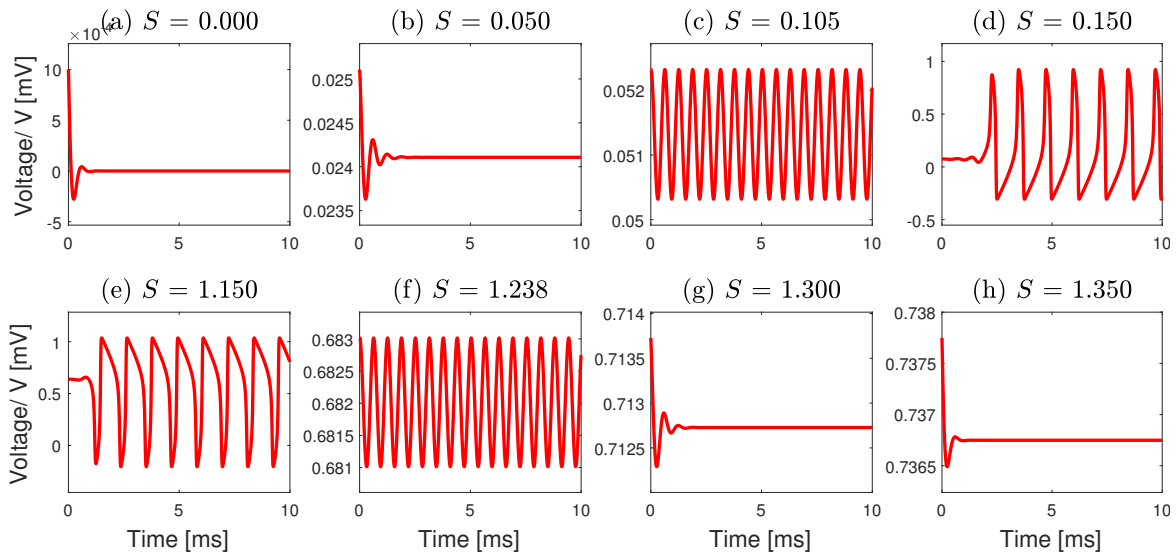 (a) S = 0.000
(b) S = 0.050
(c) S = 0.105
(d) S = 0.150
×10⁻⁴
Voltage/ V [mV]
10
5
0
-5
0 5 10
0.025
0.0245
0.024
0.0235
0 5 10
0.052
0.051
0.05
0 5 10
1
0.5
0
-0.5
0 5 10
(e) S = 1.150
(f) S = 1.238
(g) S = 1.300
(h) S = 1.350
Voltage/ V [mV]
1
0.5
0
0 5 10
Time [ms]
0.683
0.6825
0.682
0.6815
0.681
0 5 10
Time [ms]
0.714
0.7135
0.713
0.7125
0 5 10
Time [ms]
0.738
0.7375
0.737
0.7365
0 5 10
Time [ms]